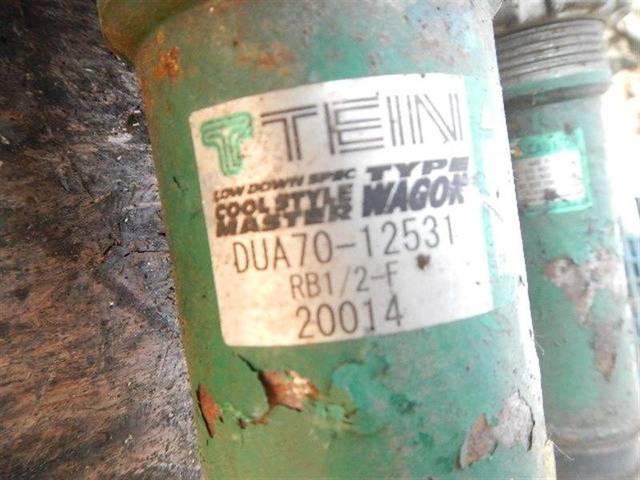 TEIN
LOW DOWN SPEC
COOL STYLE
MASTER
TYPE
WAGON
DUA70-12531
RB1/2-F
20014